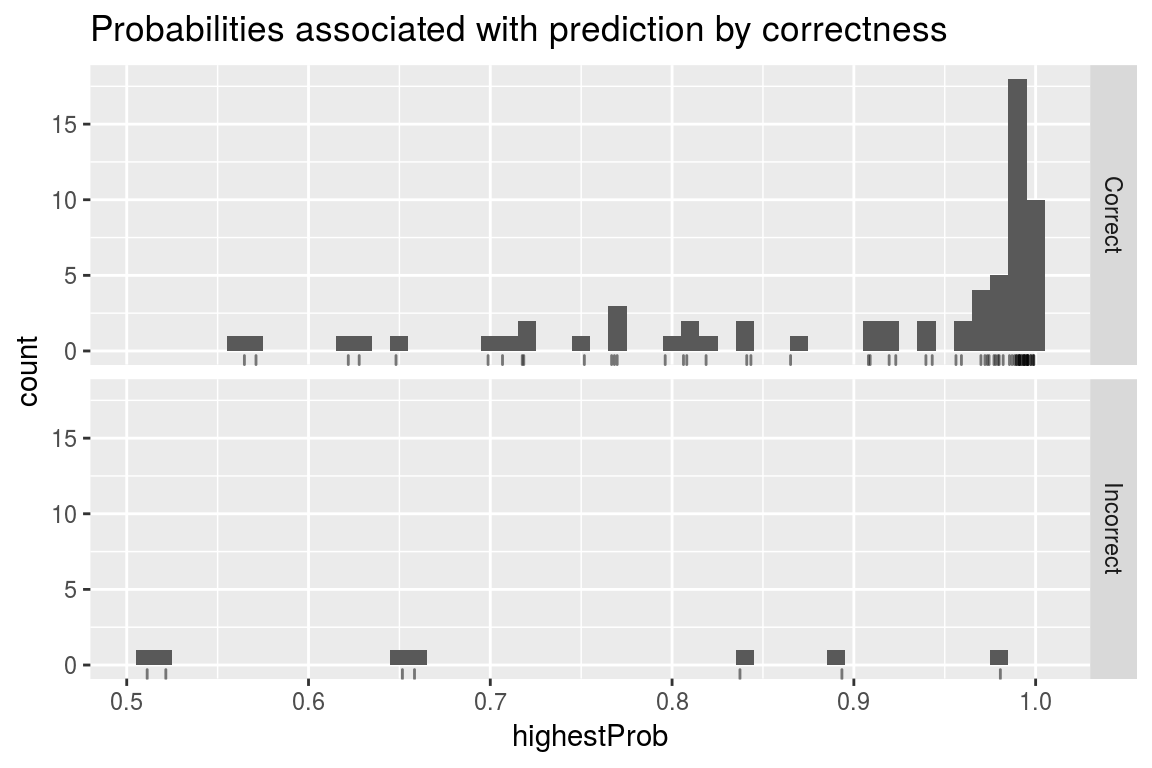 Probabilities associated with prediction by correctness
count
15
10
5
0
Correct
15
10
5
0
Incorrect
0.5 0.6 0.7 0.8 0.9 1.0
highestProb